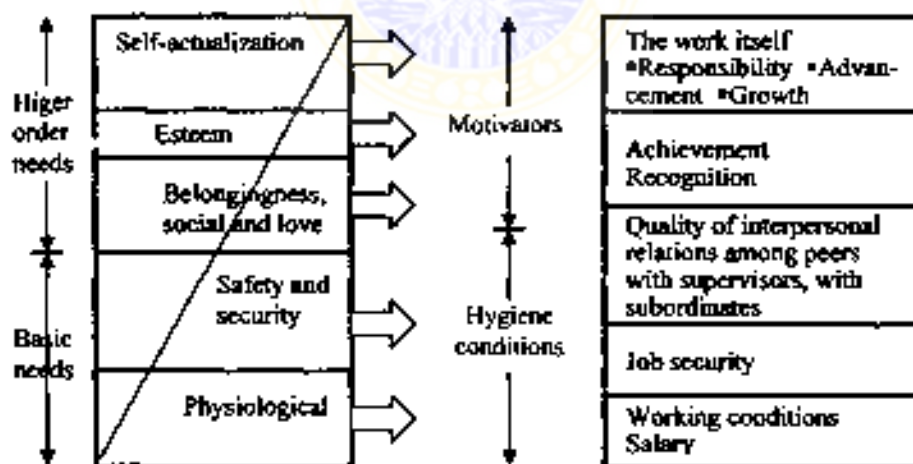 Self-actualization
Higer
order
needs
Esteem
Belongingness,
social and love
Safety and
security
Basic
needs
Physiological
Motivators
Hygiene
conditions
The work itself
•Responsibility •Advan-
cement •Growth
Achievement
Recognition
Quality of interpersonal
relations among peers
with supervisors, with
subordinates
Job security
Working conditions
Salary